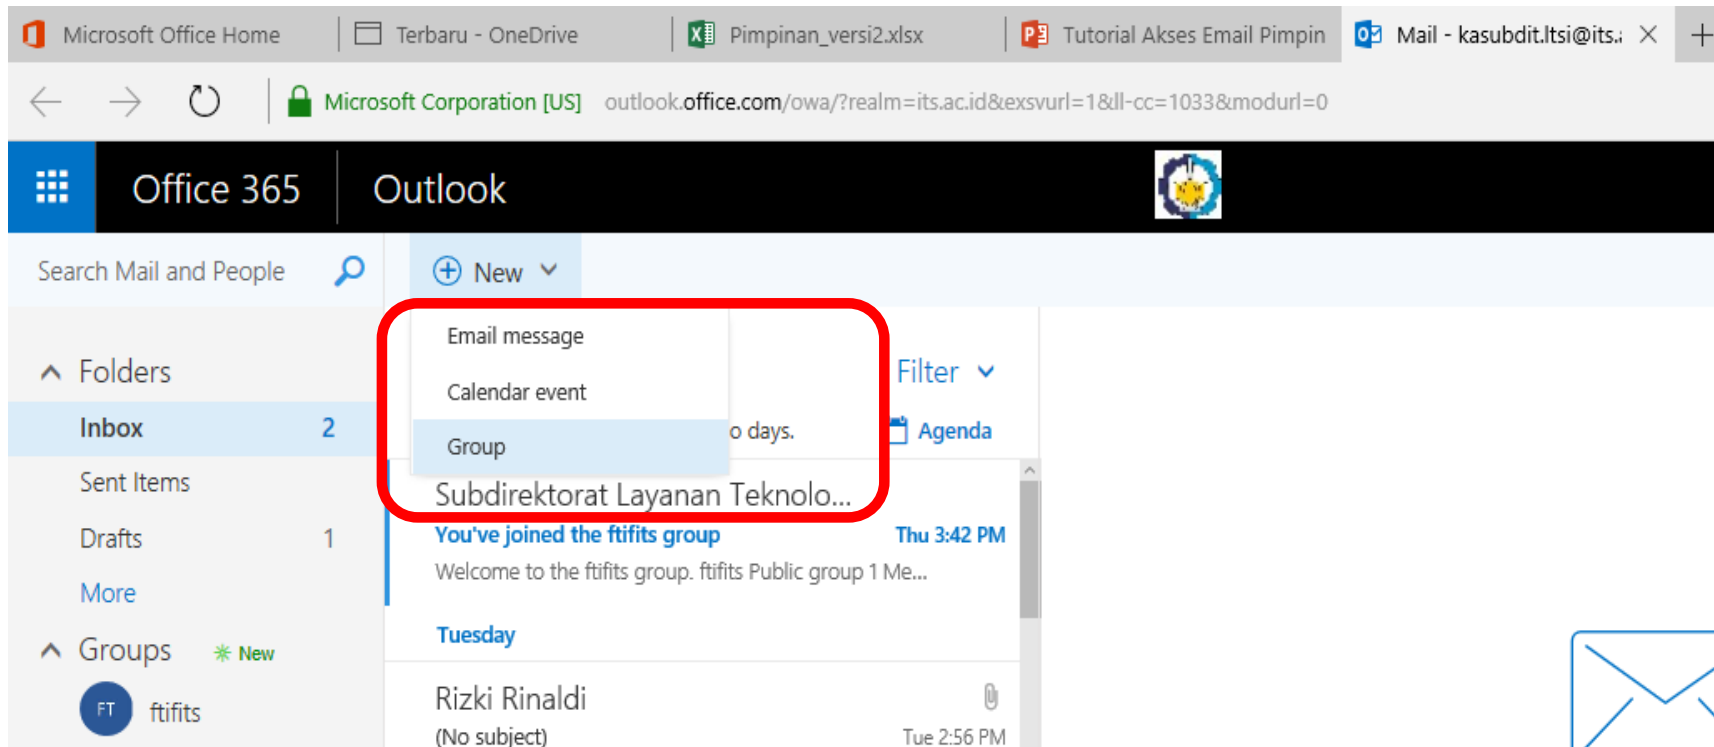 Microsoft Office Home
Terbaru - OneDrive
Pimpinan_versi2.xlsx
Tutorial Akses Email Pimpin
Mail - kasubdit.ltsi@its.a
Microsoft Corporation [US]
outlook.office.com/owa/?realm=its.ac.id&exsvurl=1&ll-cc=1033&modurl=0
Office 365
Outlook
Search Mail and People
New
Email message
Calendar event
Group
Folders
Inbox 2
Sent Items
Drafts 1
More
Groups New
FT ftifits
Filter
o days.
Agenda
Subdirektorat Layanan Teknolo...
You've joined the ftifits group Thu 3:42 PM
Welcome to the ftifits group. ftifits Public group 1 Me...
Tuesday
Rizki Rinaldi
(No subject) Tue 2:56 PM